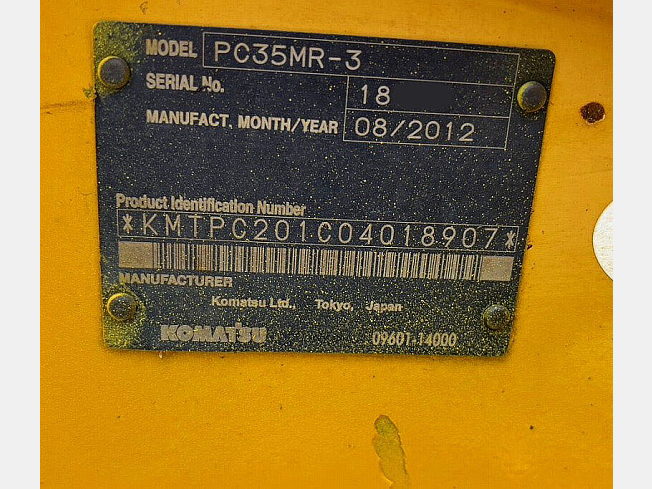 MODEL PC35MR-3
SERIAL No. 18
MANUFACT. MONTH/YEAR 08/2012
Product Identification Number
*KMTPC201C04018907*
MANUFACTURER
Komatsu Ltd., Tokyo, Japan
KOMATSU 09601-14000